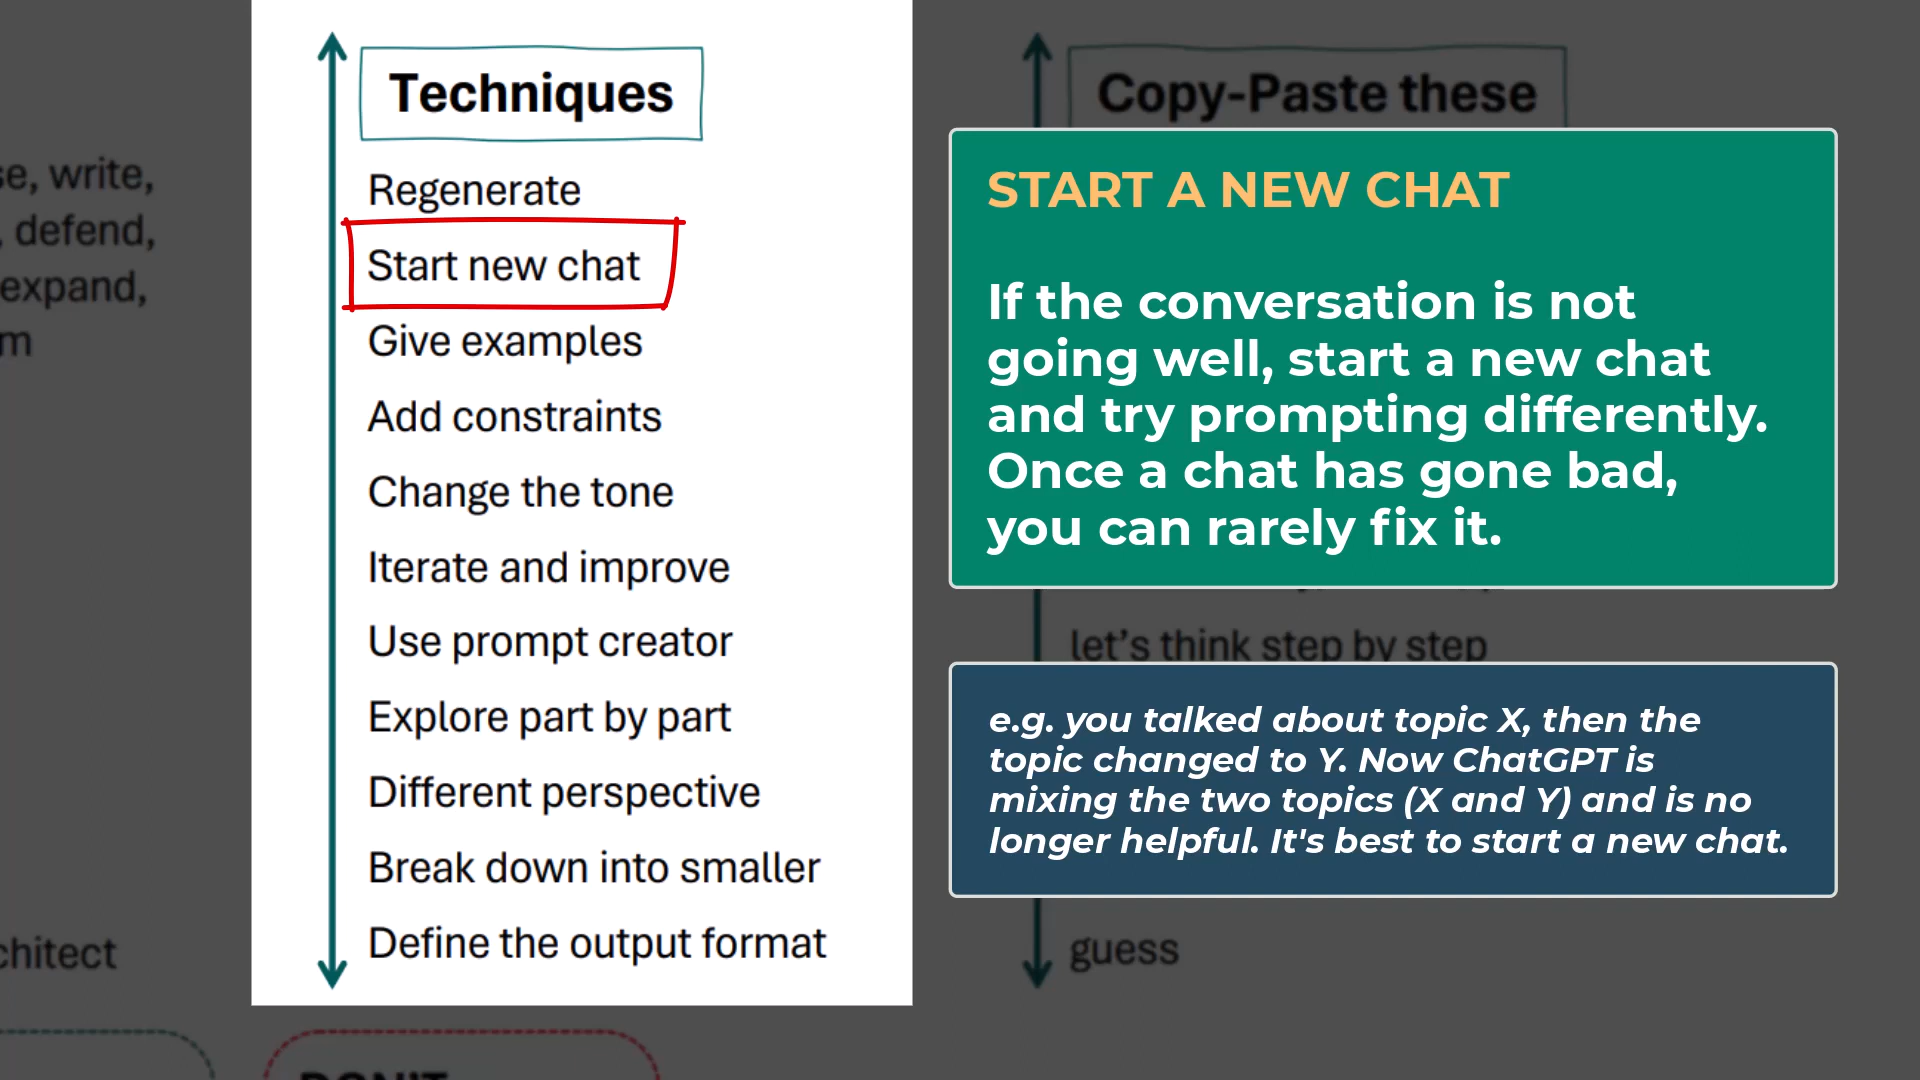 se, write,
, defend,
expand,
m
chitect
Techniques
Regenerate
Start new chat
Give examples
Add constraints
Change the tone
Iterate and improve
Use prompt creator
Explore part by part
Different perspective
Break down into smaller
Define the output format
Copy-Paste these
START A NEW CHAT
If the conversation is not
going well, start a new chat
and try prompting differently.
Once a chat has gone bad,
you can rarely fix it.
let’s think step by step
e.g. you talked about topic X, then the
topic changed to Y. Now ChatGPT is
mixing the two topics (X and Y) and is no
longer helpful. It's best to start a new chat.
guess
DON'T